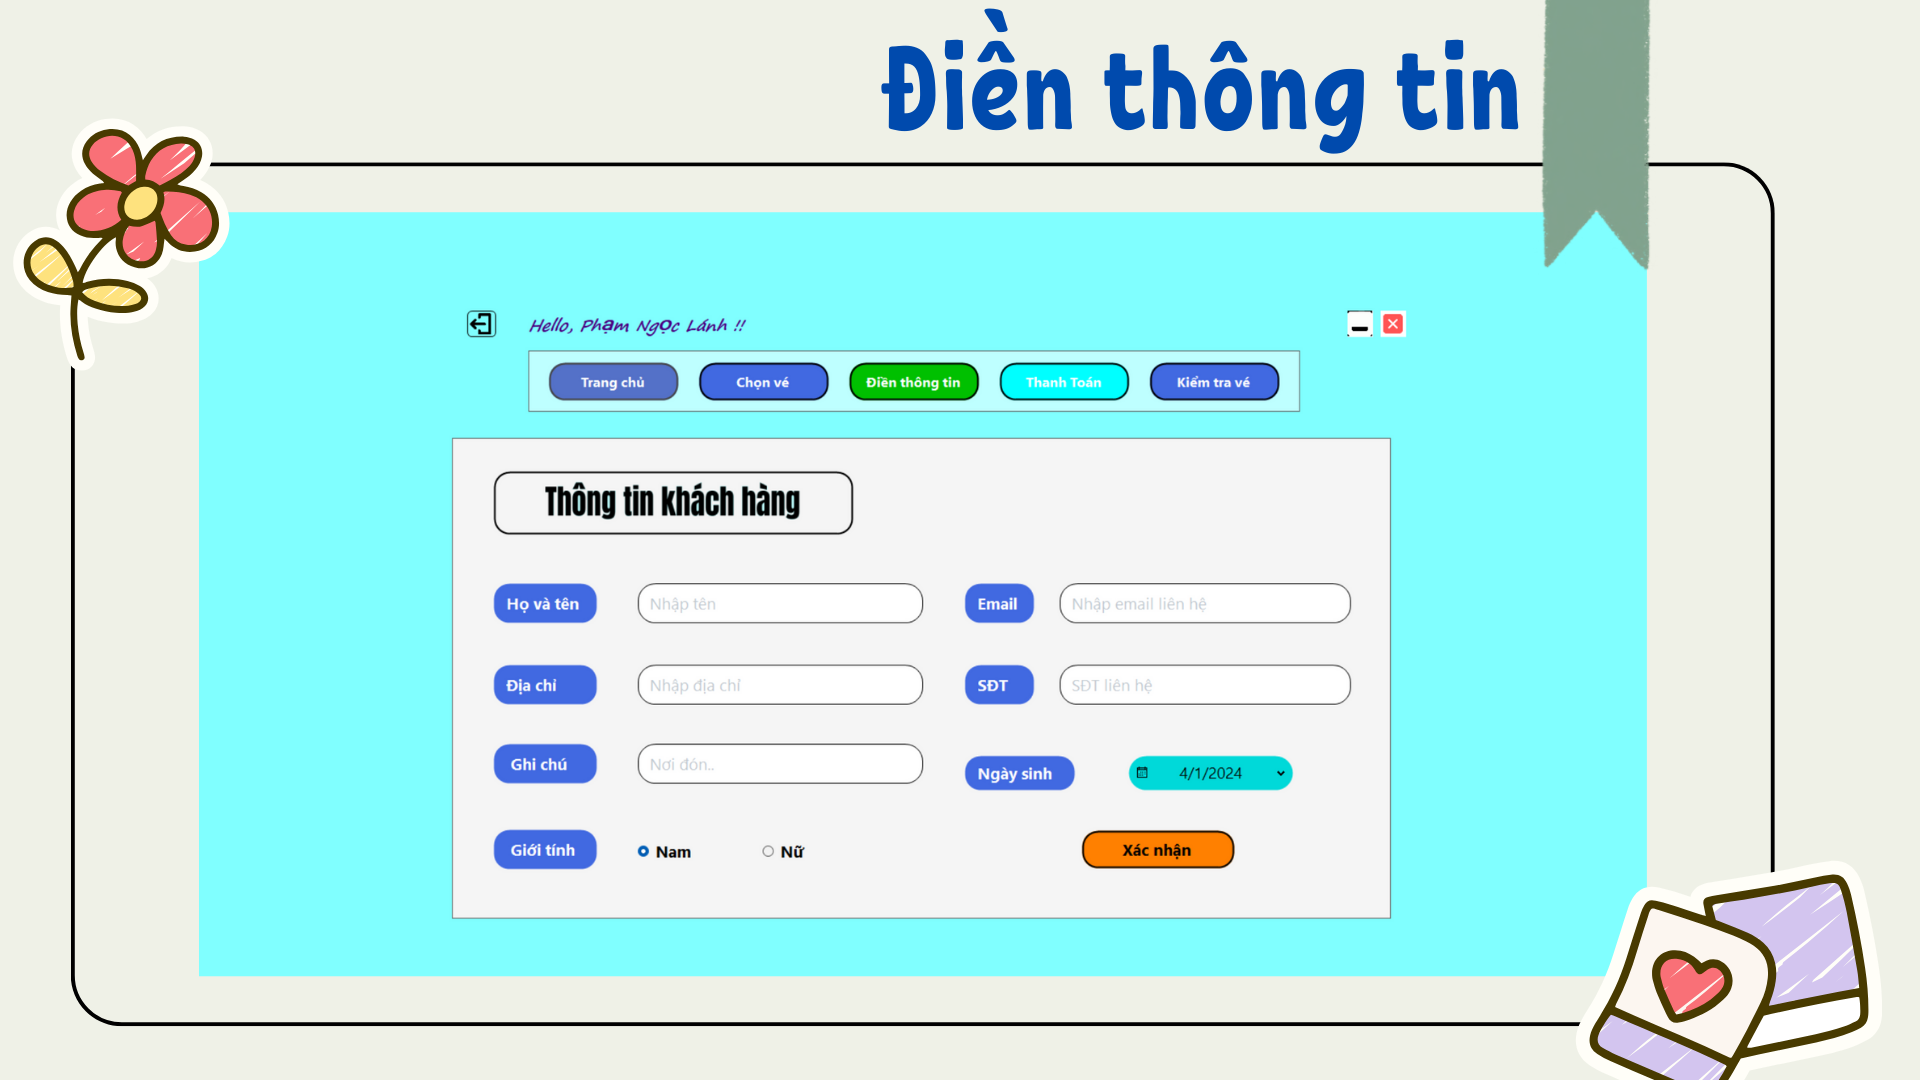 Điền thông tin
Hello, Phạm Ngọc Lánh !!
Trang chủ
Chọn vé
Điền thông tin
Thanh Toán
Kiểm tra vé
Thông tin khách hàng
Họ và tên
Nhập tên
Email
Nhập email liên hệ
Địa chỉ
Nhập địa chỉ
SĐT
SĐT liên hệ
Ghi chú
Nơi đón..
Ngày sinh
4/1/2024
Giới tính
Nam
Nữ
Xác nhận